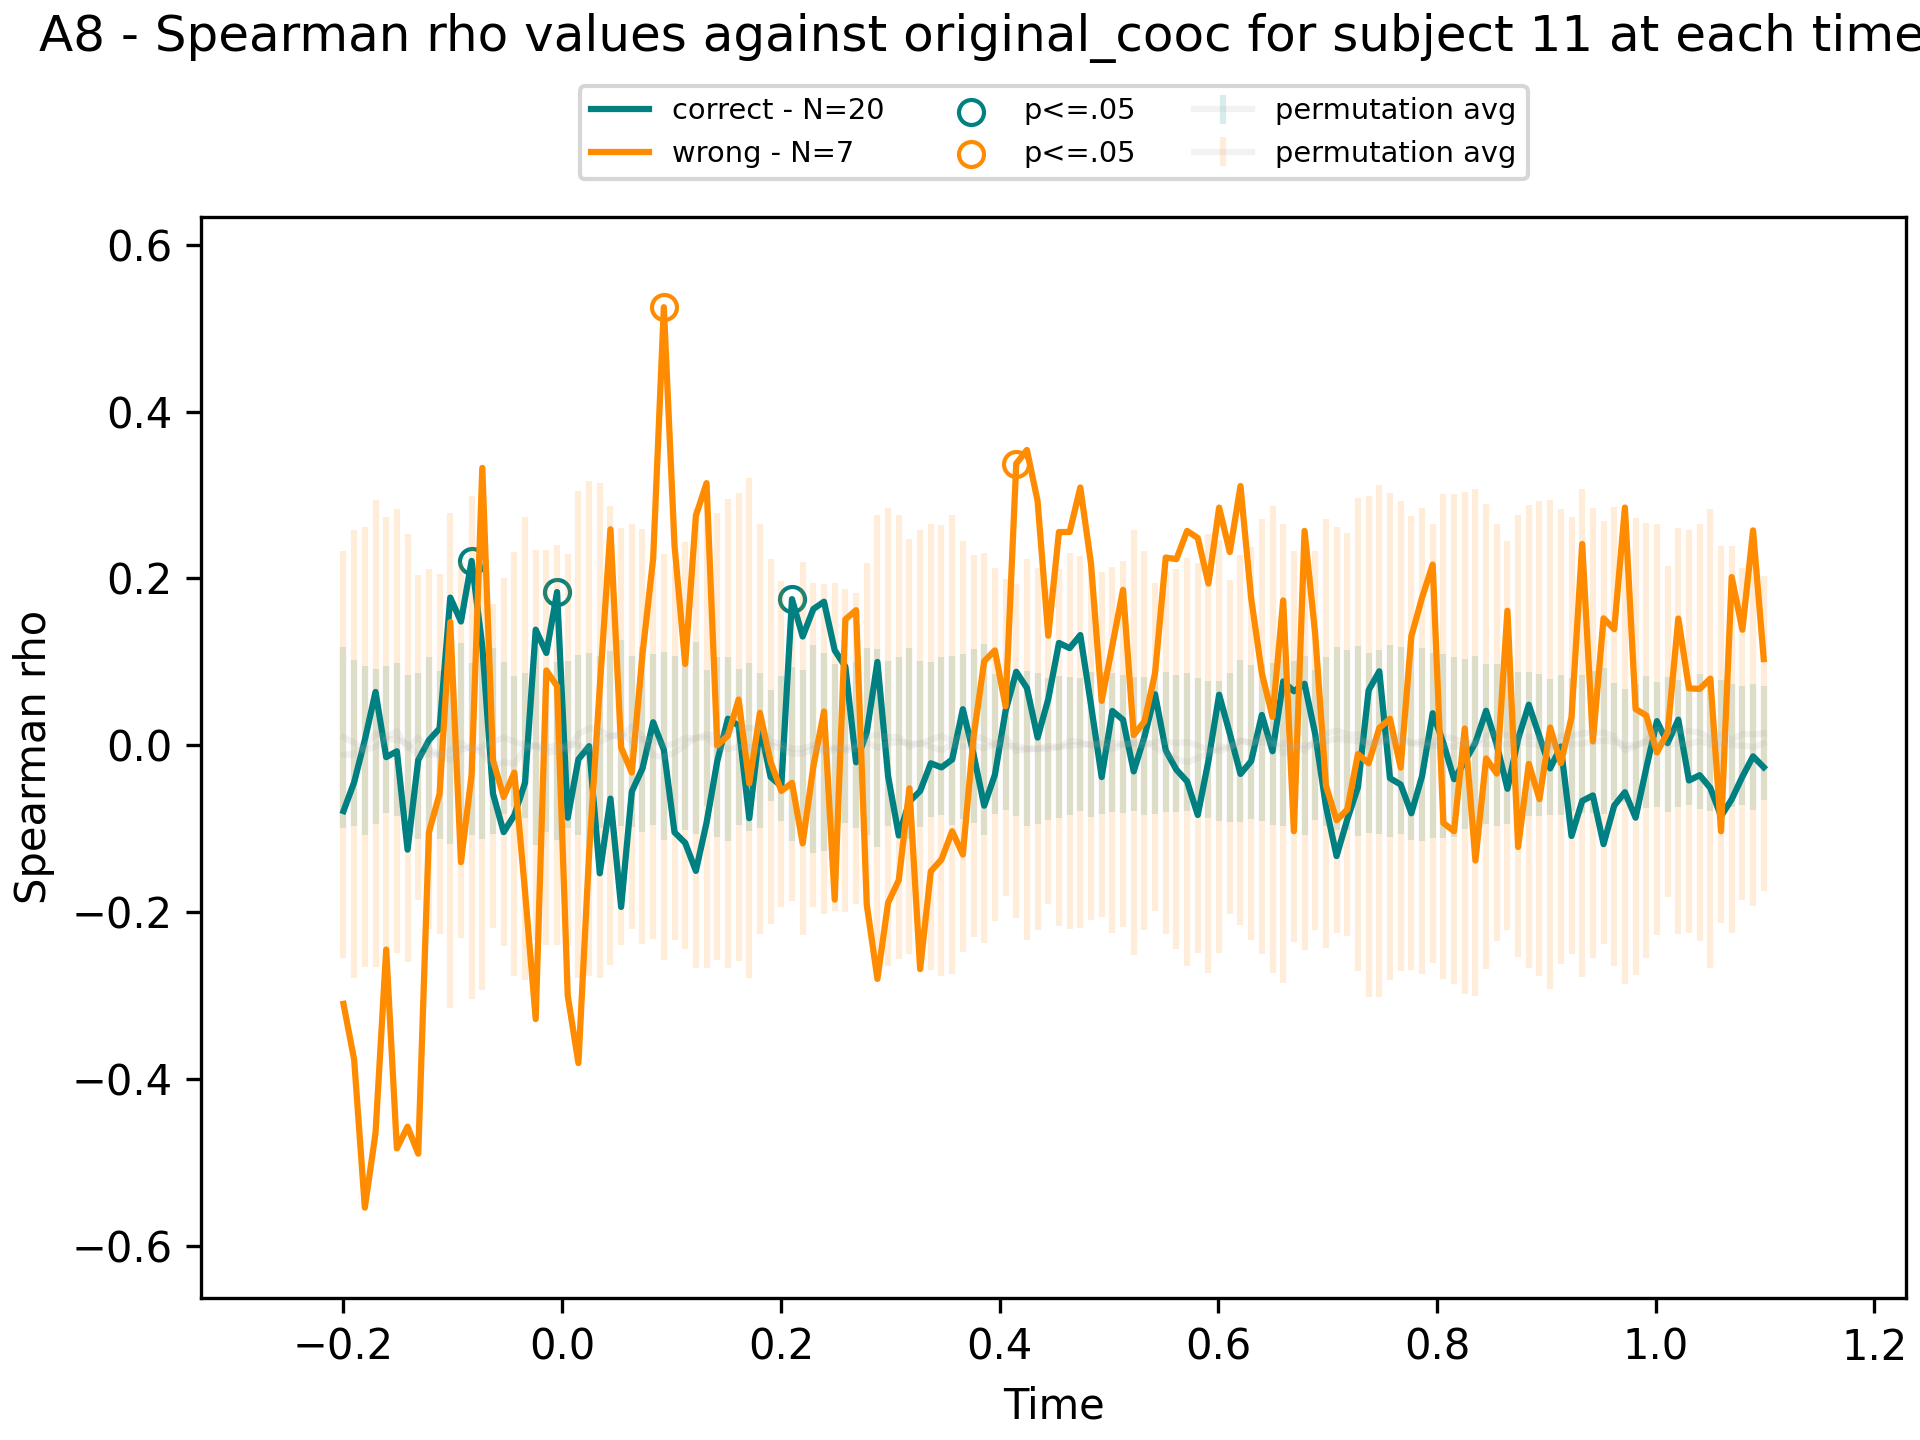 A8 - Spearman rho values against original_cooc for subject 11 at each time
correct - N=20
wrong - N=7
p<=.05
p<=.05
permutation avg
permutation avg
Spearman rho
0.6
0.4
0.2
0.0
−0.2
−0.4
−0.6
−0.2 0.0 0.2 0.4 0.6 0.8 1.0 1.2
Time